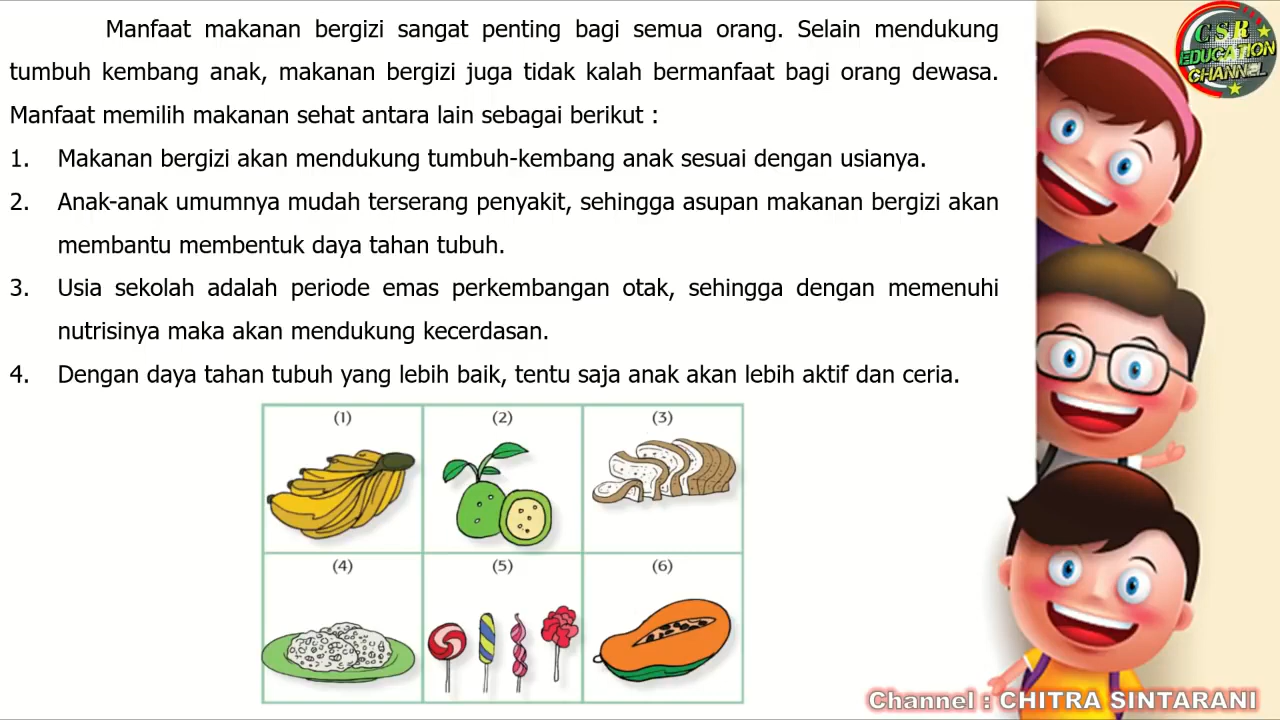 Manfaat makanan bergizi sangat penting bagi semua orang. Selain mendukung
tumbuh kembang anak, makanan bergizi juga tidak kalah bermanfaat bagi orang dewasa.
Manfaat memilih makanan sehat antara lain sebagai berikut :
1. Makanan bergizi akan mendukung tumbuh-kembang anak sesuai dengan usianya.
2. Anak-anak umumnya mudah terserang penyakit, sehingga asupan makanan bergizi akan
membantu membentuk daya tahan tubuh.
3. Usia sekolah adalah periode emas perkembangan otak, sehingga dengan memenuhi
nutrisinya maka akan mendukung kecerdasan.
4. Dengan daya tahan tubuh yang lebih baik, tentu saja anak akan lebih aktif dan ceria.
(1) (2) (3)
(4) (5) (6)
CSR
EDUCATION
CHANNEL
Channel : CHITRA SINTARANI